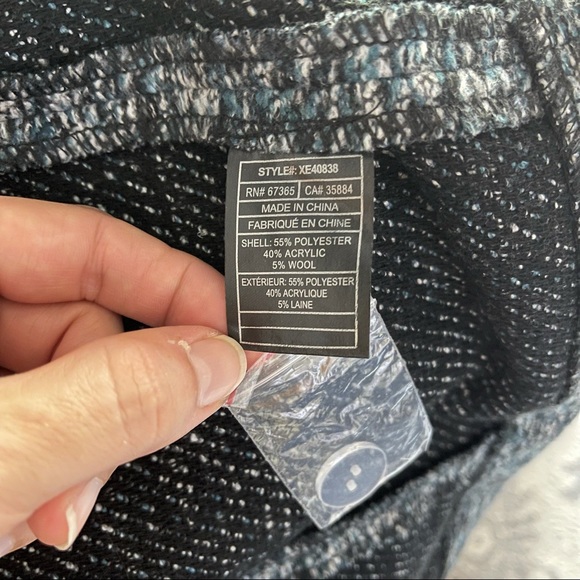 STYLE#: XE40838
RN# 67365 CA# 35884
MADE IN CHINA
FABRIQUÉ EN CHINE
SHELL: 55% POLYESTER
40% ACRYLIC
5% WOOL
EXTÉRIEUR: 55% POLYESTER
40% ACRYLIQUE
5% LAINE